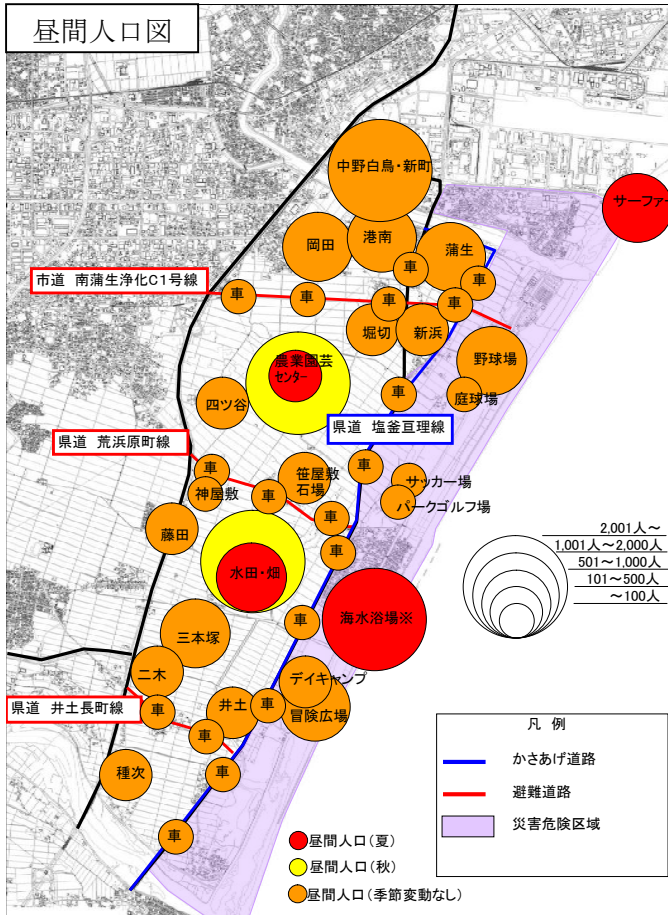 昼間人口図
中野白鳥・新町
サーファー
岡田
港南
蒲生
車
車
市道 南蒲生浄化C1号線
車
車
車
車
堀切
新浜
野球場
農業園芸
センター
庭球場
四ツ谷
車
県道 塩釜亘理線
県道 荒浜原町線
車
車
笹屋敷
石場
サッカー場
神屋敷
車
パークゴルフ場
藤田
車
車
水田・畑
2,001人~
1,001人~2,000人
501~1,000人
101~500人
~100人
海水浴場※
車
三本塚
二木
デイキャンプ
県道 井土長町線
車
井土
車
冒険広場
車
種次
車
車
凡 例
かさあげ道路
避難道路
災害危険区域
昼間人口(夏)
昼間人口(秋)
昼間人口(季節変動なし)